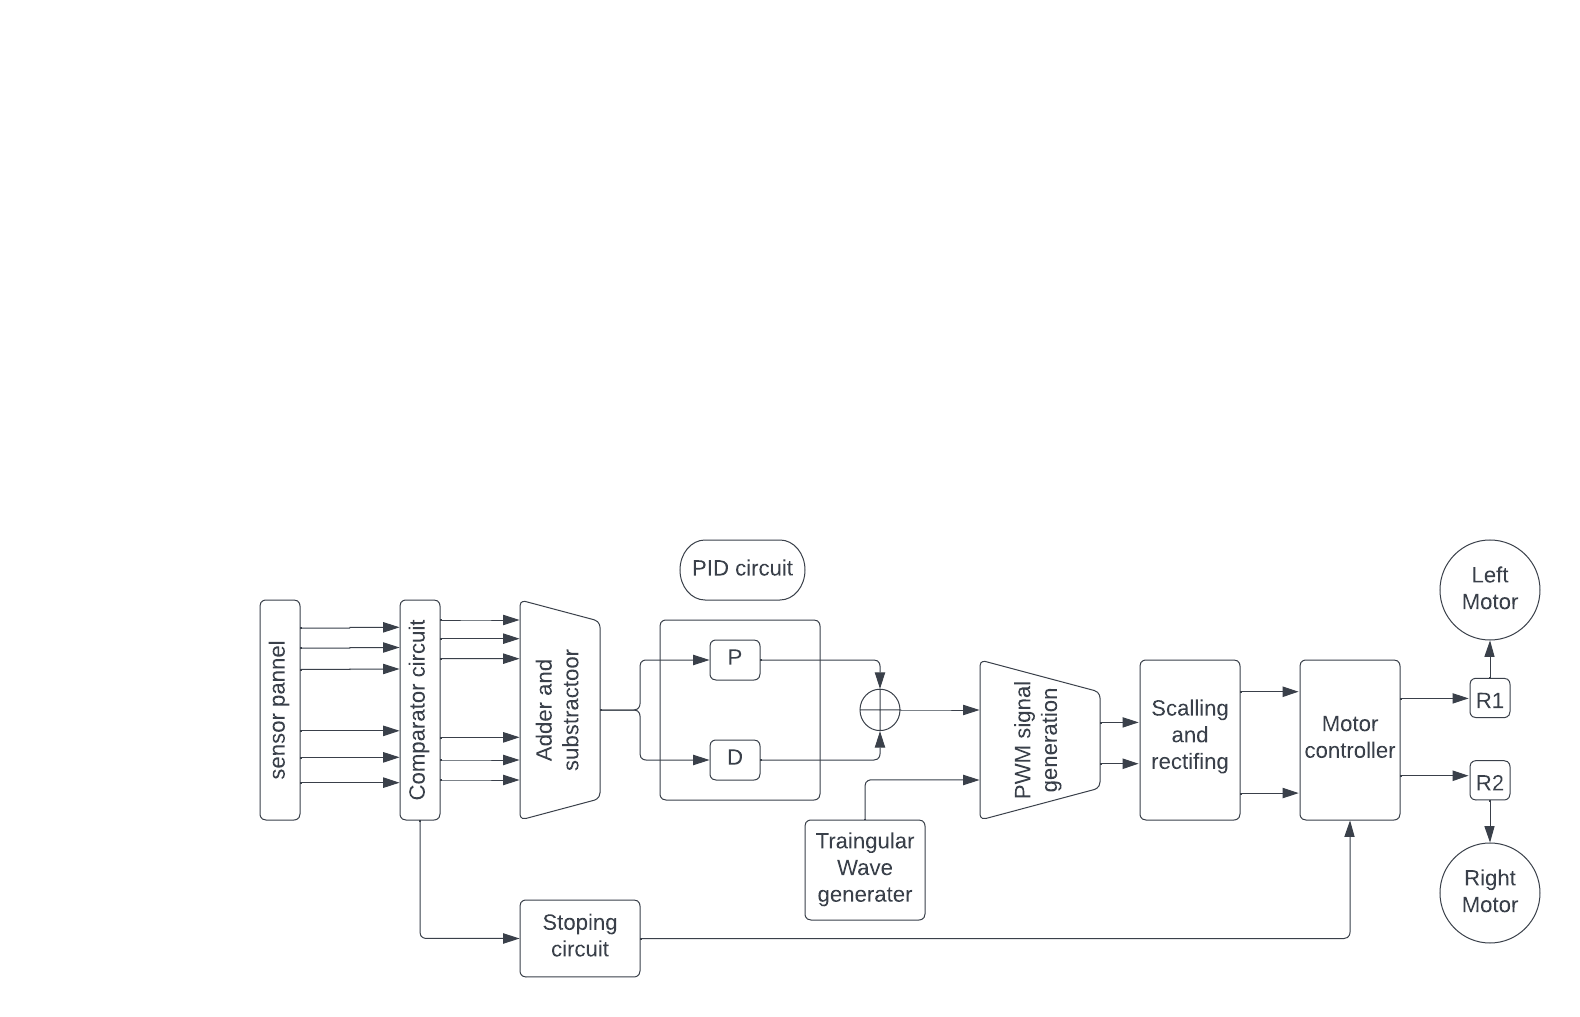 PID circuit
Left
Motor
sensor pannel
Comparator circuit
Adder and
substractoor
P
D
PWM signal
generation
Scalling
and
rectifing
Motor
controller
R1
R2
Traingular
Wave
generater
Right
Motor
Stoping
circuit